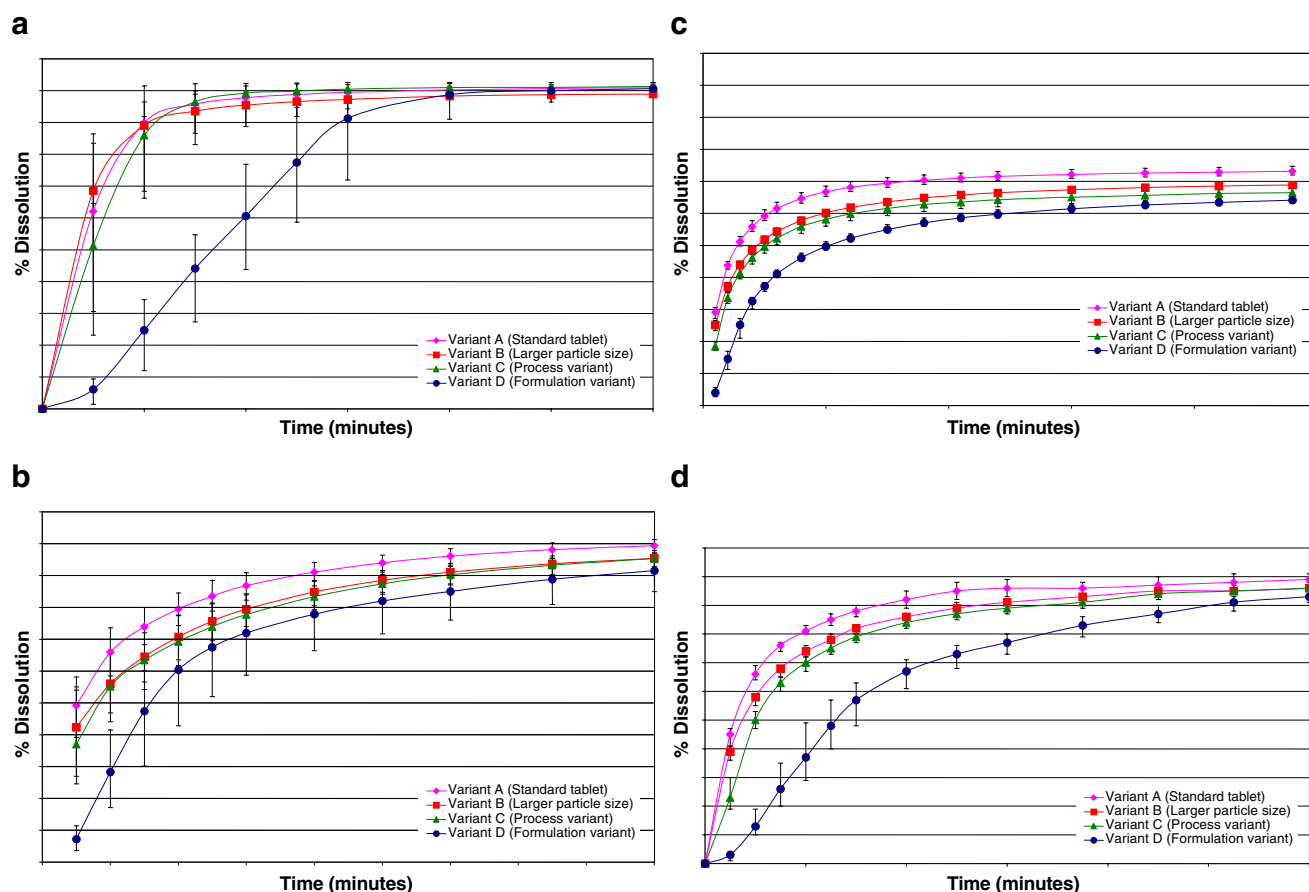 a
% Dissolution
Variant A (Standard tablet)
Variant B (Larger particle size)
Variant C (Process variant)
Variant D (Formulation variant)
Time (minutes)
b
% Dissolution
Variant A (Standard tablet)
Variant B (Larger particle size)
Variant C (Process variant)
Variant D (Formulation variant)
Time (minutes)
c
% Dissolution
Variant A (Standard tablet)
Variant B (Larger particle size)
Variant C (Process variant)
Variant D (Formulation variant)
Time (minutes)
d
% Dissolution
Variant A (Standard tablet)
Variant B (Larger particle size)
Variant C (Process variant)
Variant D (Formulation variant)
Time (minutes)